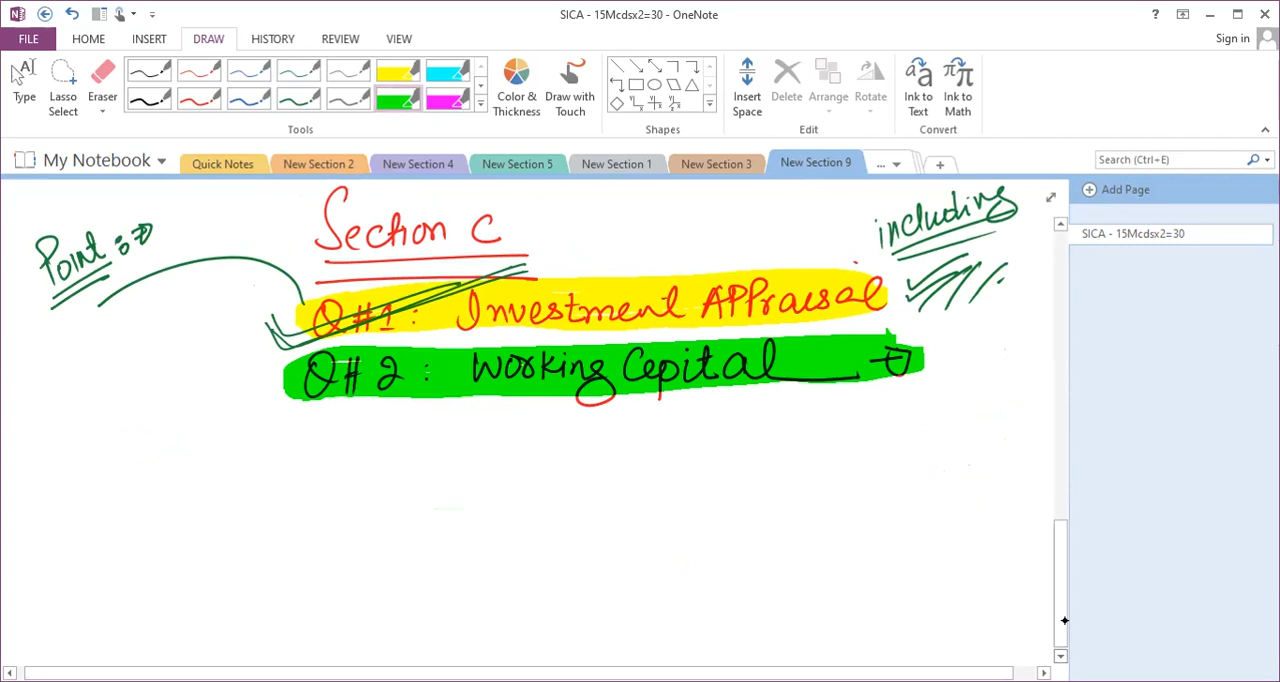 SICA - 15Mcdsx2=30 - OneNote
?
Sign in
FILE HOME INSERT DRAW HISTORY REVIEW VIEW
Type
Lasso Select
Eraser
Color & Thickness
Draw with Touch
Insert Space
Delete
Arrange
Rotate
Ink to Text
Ink to Math
Tools
Shapes
Edit
Convert
My Notebook
Quick Notes
New Section 2
New Section 4
New Section 5
New Section 1
New Section 3
New Section 9
...
Search (Ctrl+E)
Add Page
SICA - 15Mcdsx2=30
Point :
Section C
including
Q#1 : Investment Appraisal
Q#2 : Working Capital